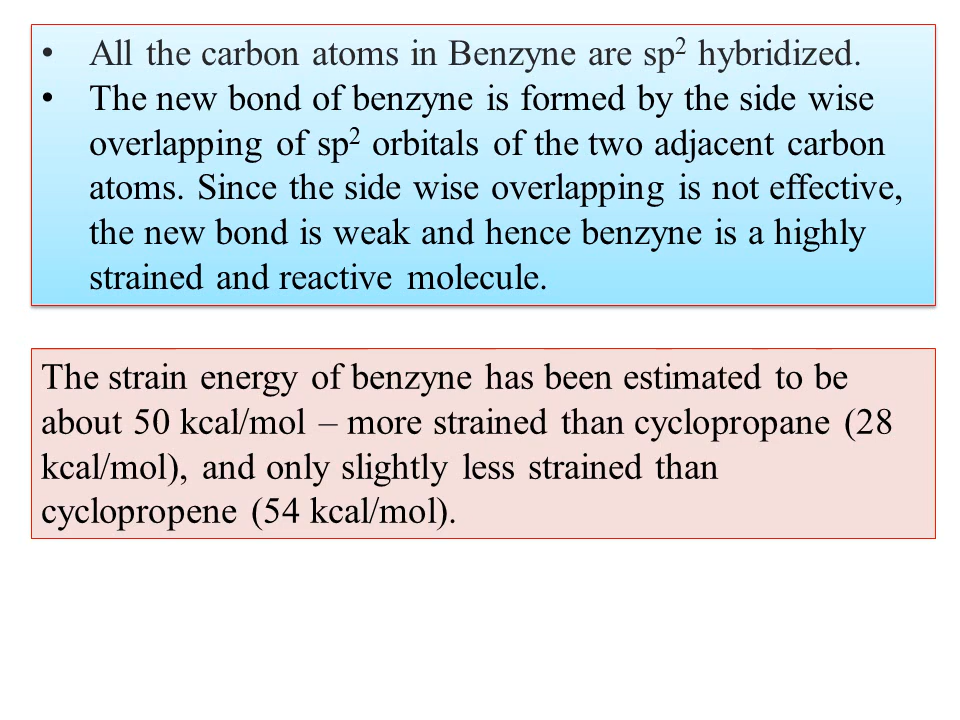 • All the carbon atoms in Benzyne are sp² hybridized.
• The new bond of benzyne is formed by the side wise
overlapping of sp² orbitals of the two adjacent carbon
atoms. Since the side wise overlapping is not effective,
the new bond is weak and hence benzyne is a highly
strained and reactive molecule.
The strain energy of benzyne has been estimated to be
about 50 kcal/mol – more strained than cyclopropane (28
kcal/mol), and only slightly less strained than
cyclopropene (54 kcal/mol).